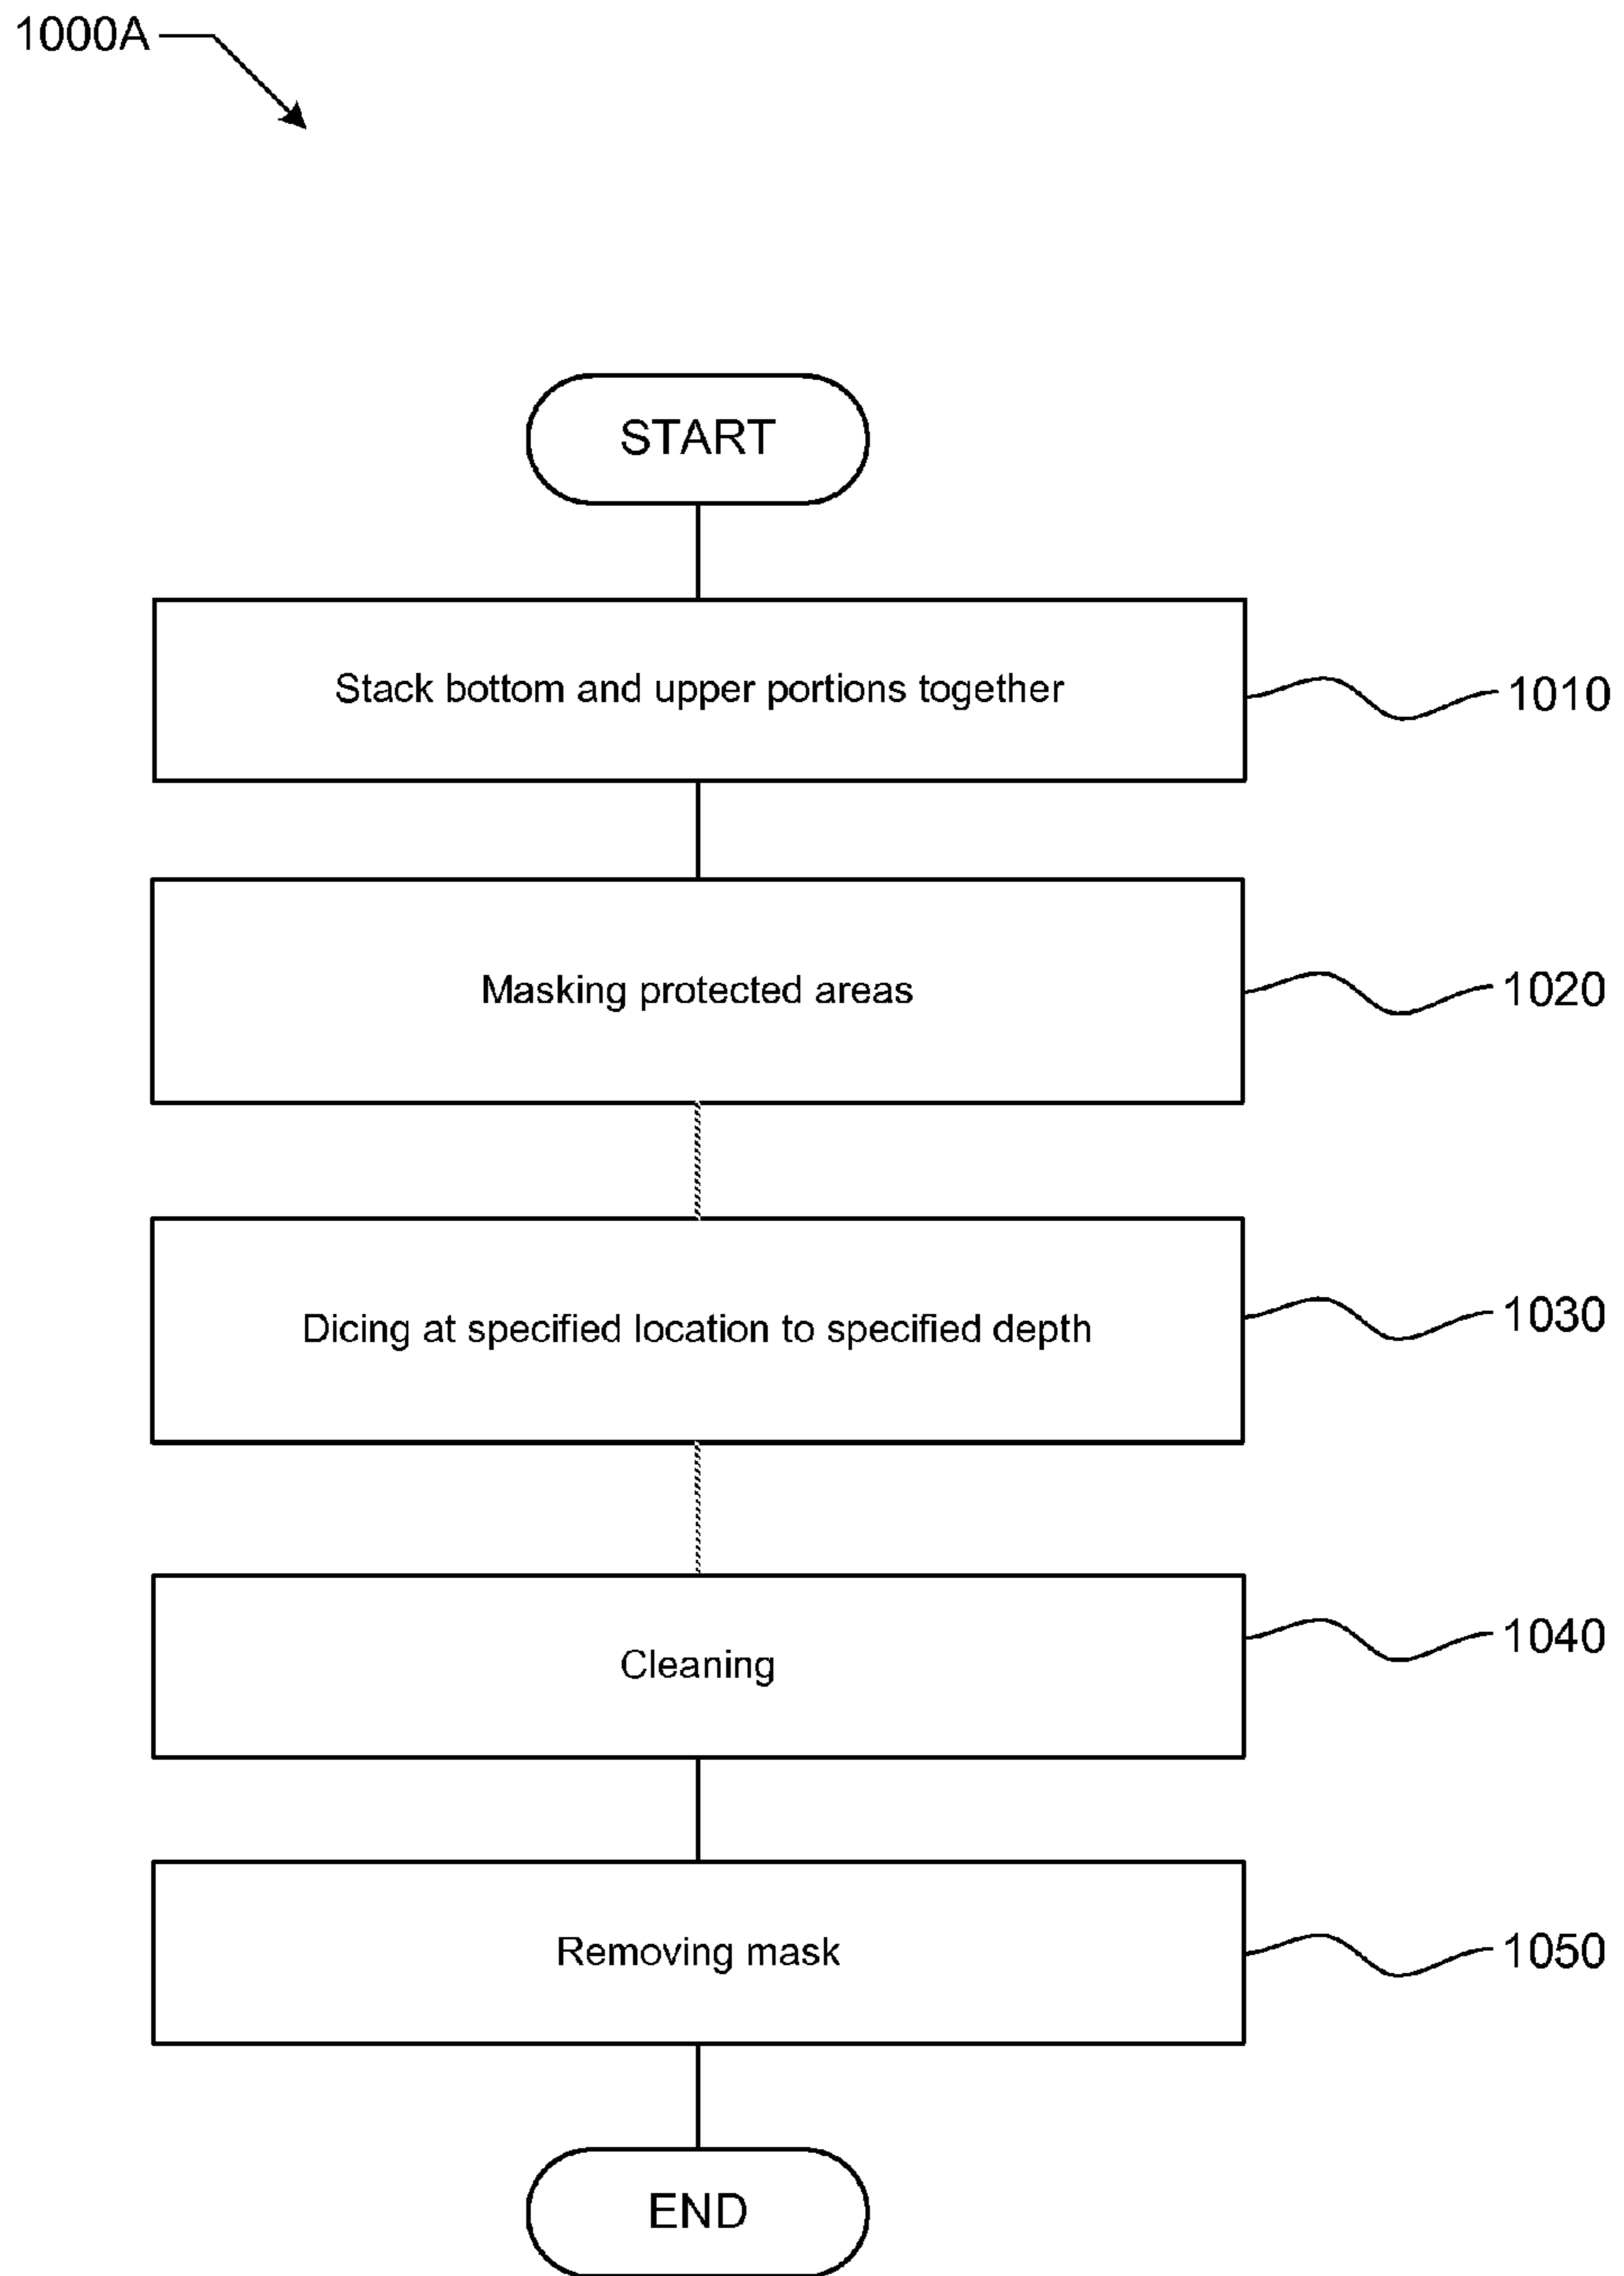 1000A
START
Stack bottom and upper portions together
1010
Masking protected areas
1020
Dicing at specified location to specified depth
1030
Cleaning
1040
Removing mask
1050
END